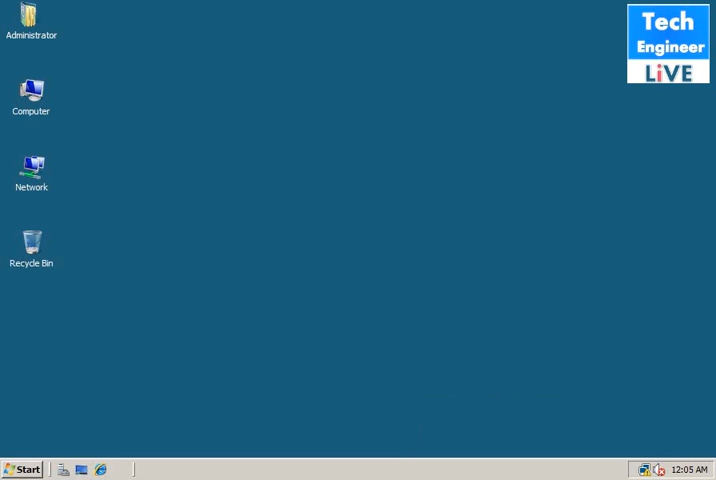 Administrator
Tech
Engineer
LiVE
Computer
Network
Recycle Bin
Start
12:05 AM